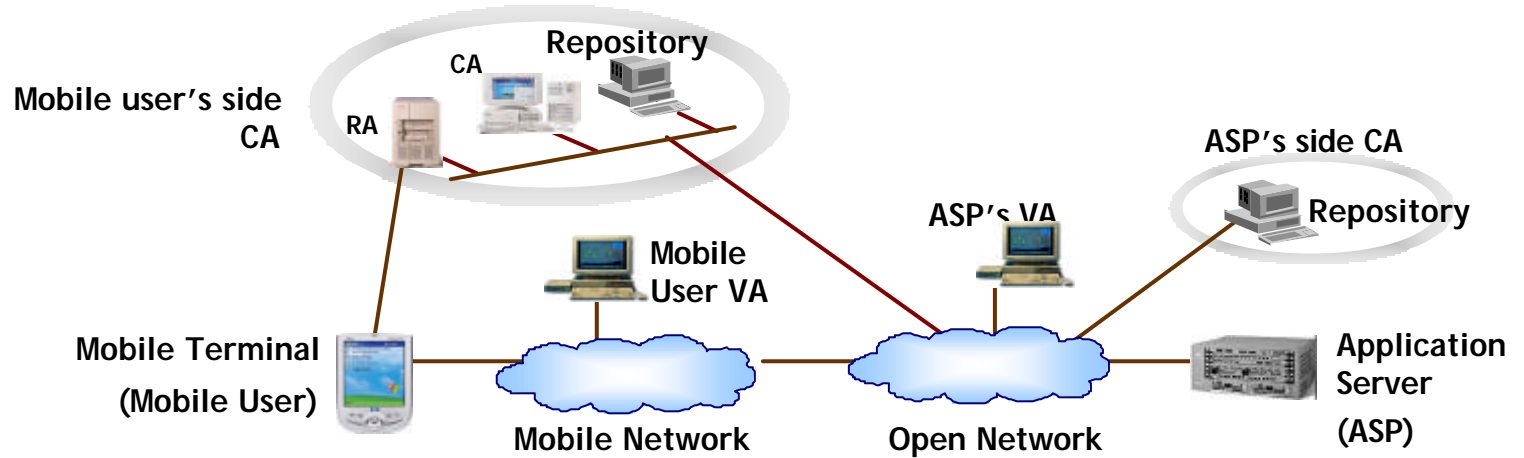 Repository
CA
Mobile user's side
CA
RA
ASP's side CA
Repository
ASP's VA
Mobile
User VA
Mobile Terminal
(Mobile User)
Application
Server
(ASP)
Mobile Network
Open Network